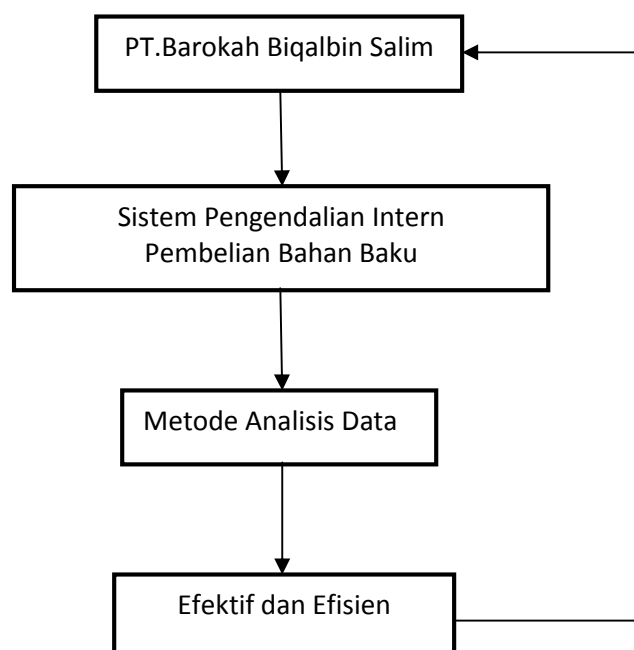 PT.Barokah Biqalbin Salim
Sistem Pengendalian Intern
Pembelian Bahan Baku
Metode Analisis Data
Efektif dan Efisien